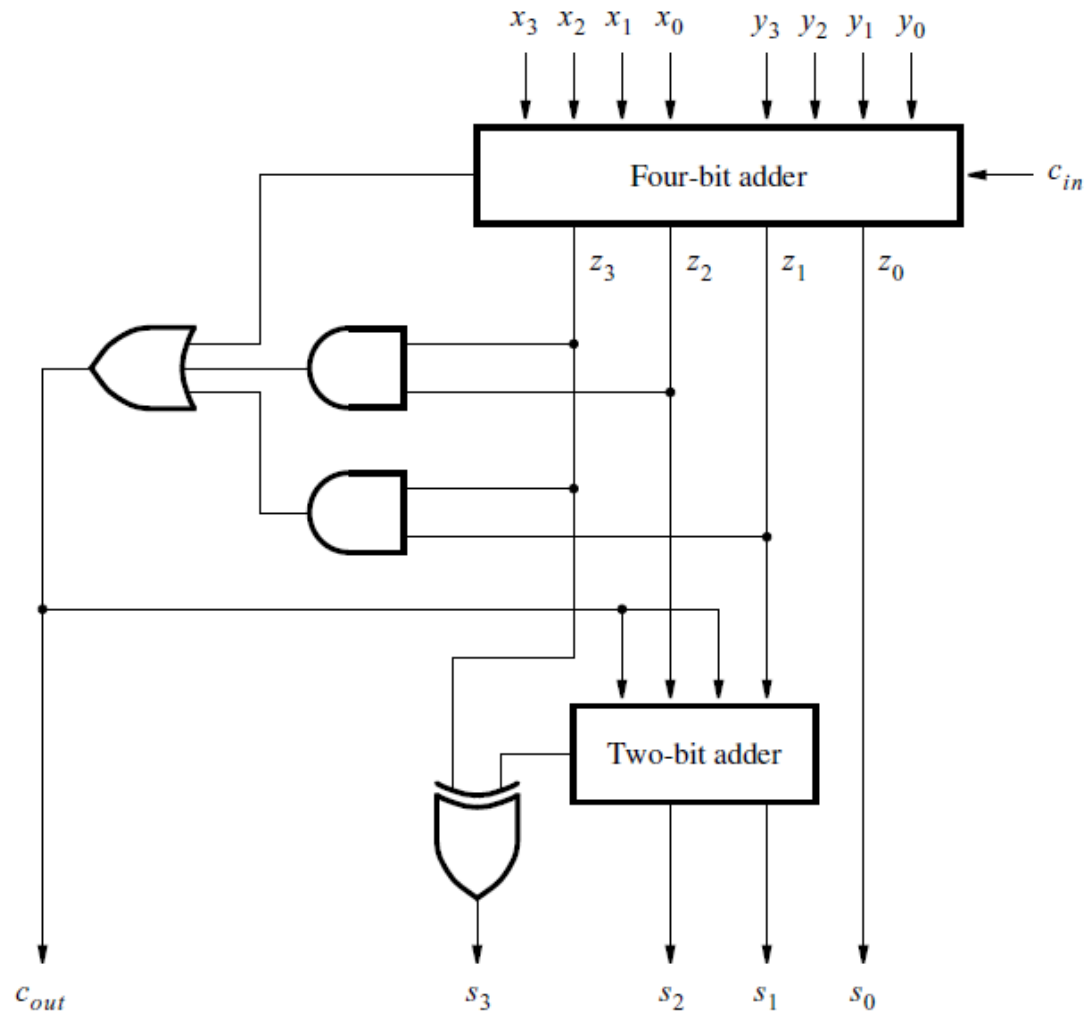 x3 x2 x1 x0 y3 y2 y1 y0
Four-bit adder
cin
z3 z2 z1 z0
Two-bit adder
cout s3 s2 s1 s0